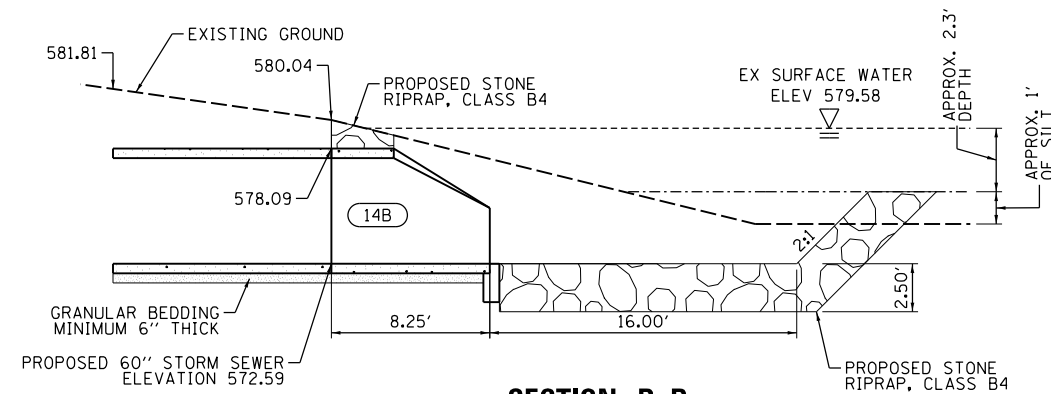 581.81
EXISTING GROUND
580.04
PROPOSED STONE
RIPRAP, CLASS B4
EX SURFACE WATER
ELEV 579.58
APPROX. 2.3'
DEPTH
APPROX. 1'
OF SILT
578.09
14B
2:1
GRANULAR BEDDING
MINIMUM 6'' THICK
8.25'
16.00'
2.50'
PROPOSED 60'' STORM SEWER
ELEVATION 572.59
PROPOSED STONE
RIPRAP, CLASS B4